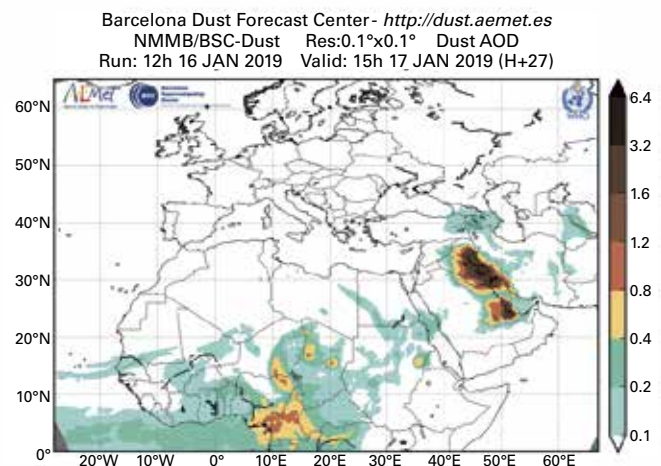 Barcelona Dust Forecast Center - http://dust.aemet.es
NMMB/BSC-Dust Res:0.1°x0.1° Dust AOD
Run: 12h 16 JAN 2019 Valid: 15h 17 JAN 2019 (H+27)
60°N
50°N
40°N
30°N
20°N
10°N
0°
20°W 10°W 0° 10°E 20°E 30°E 40°E 50°E 60°E
6.4
3.2
1.6
1.2
0.8
0.4
0.2
0.1